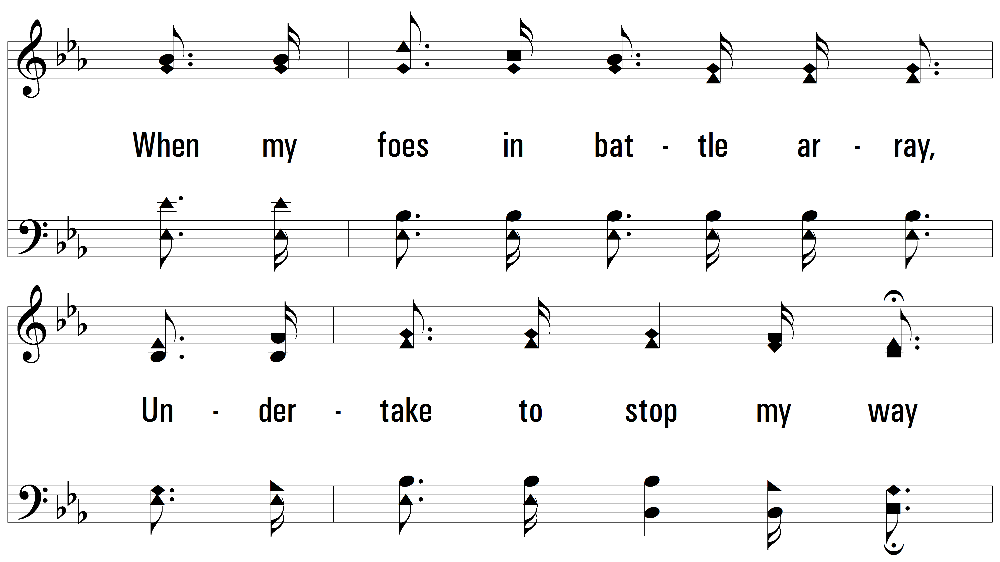 When my foes in bat - tle ar - ray,
Un - der - take to stop my way